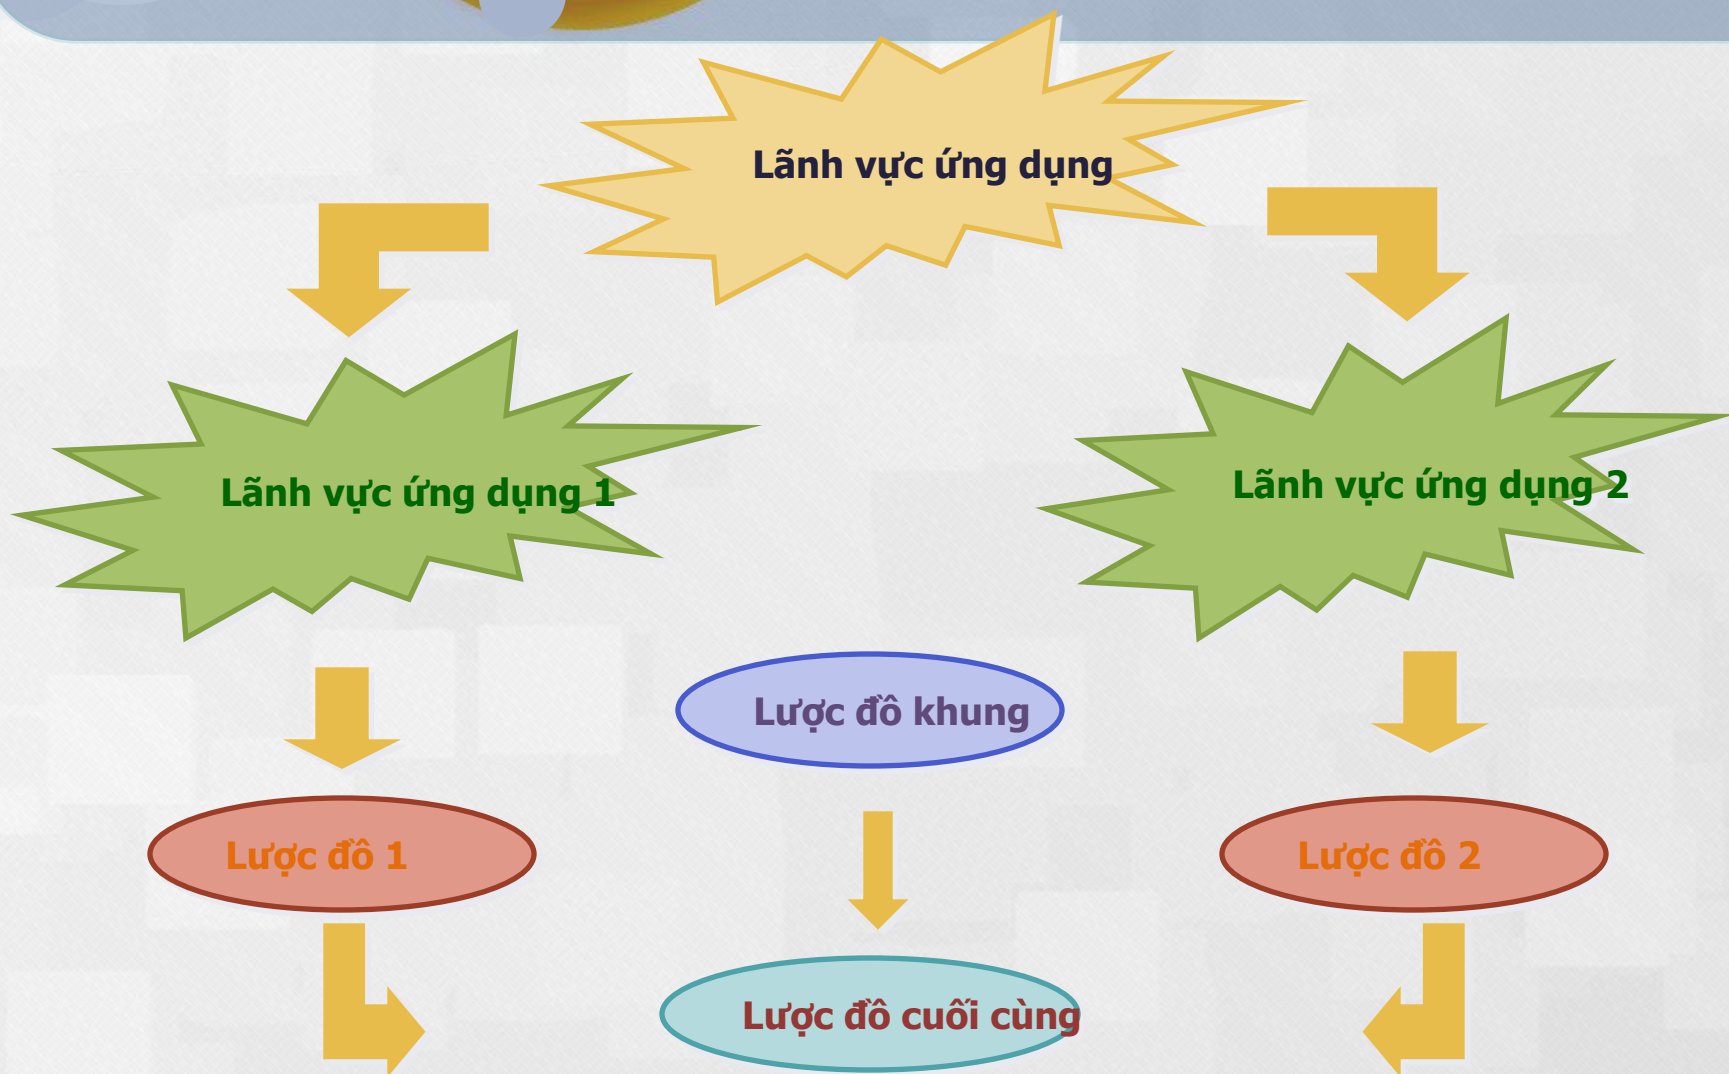 Lãnh vực ứng dụng
Lãnh vực ứng dụng 1
Lãnh vực ứng dụng 2
Lược đồ khung
Lược đồ 1
Lược đồ 2
Lược đồ cuối cùng